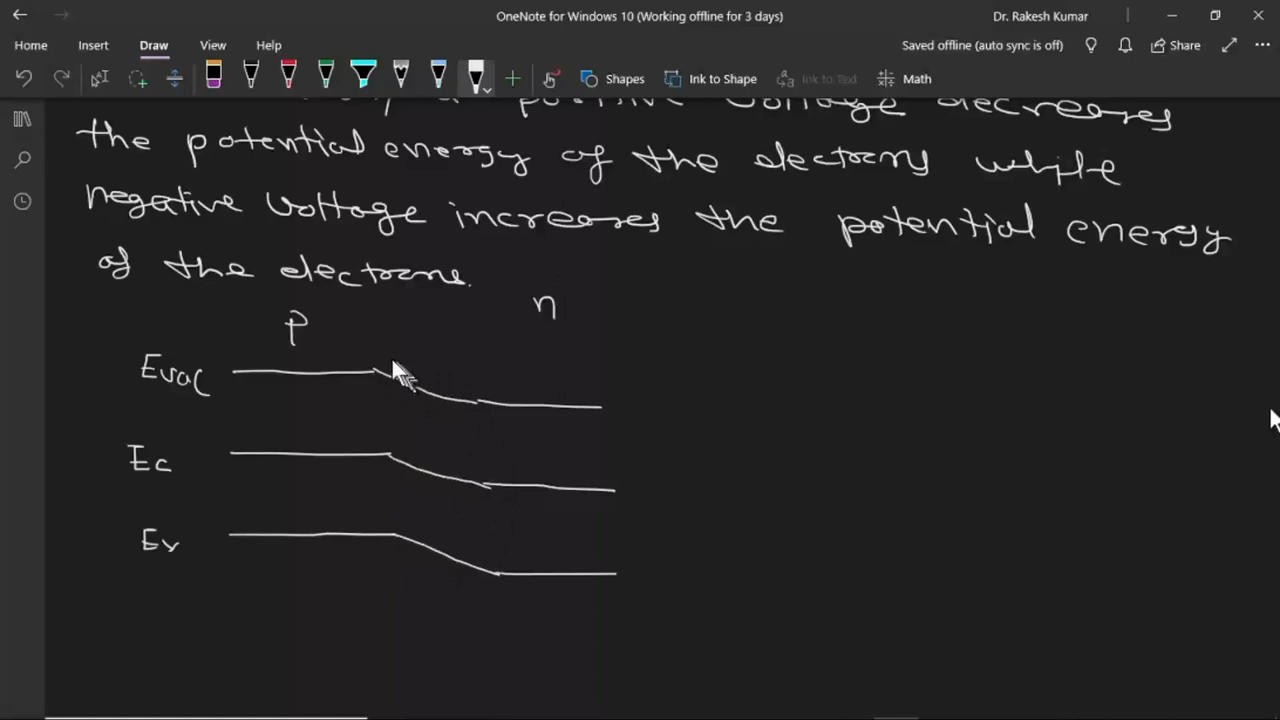 OneNote for Windows 10 (Working offline for 3 days)
Dr. Rakesh Kumar
Home Insert Draw View Help
Saved offline (auto sync is off) Share
Shapes Ink to Shape Ink to Text Math
a positive voltage decreases
the potential energy of the electrons while
negative voltage increases the potential energy
of the electrons.
P n
Evac
Ec
Ev